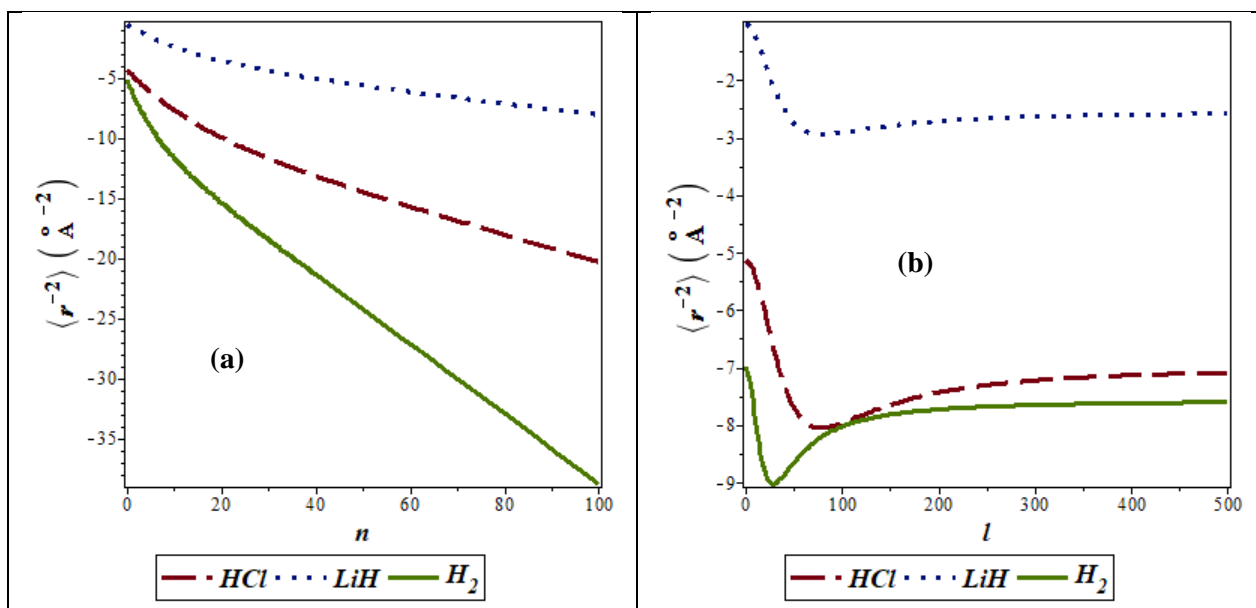 ⟨r⁻²⟩ (Å⁻²)
-5
-10
-15
-20
-25
-30
-35
(a)
0 20 40 60 80 100
n
HCl LiH H₂
⟨r⁻²⟩ (Å⁻²)
-2
-3
-4
-5
-6
-7
-8
-9
(b)
0 100 200 300 400 500
l
HCl LiH H₂